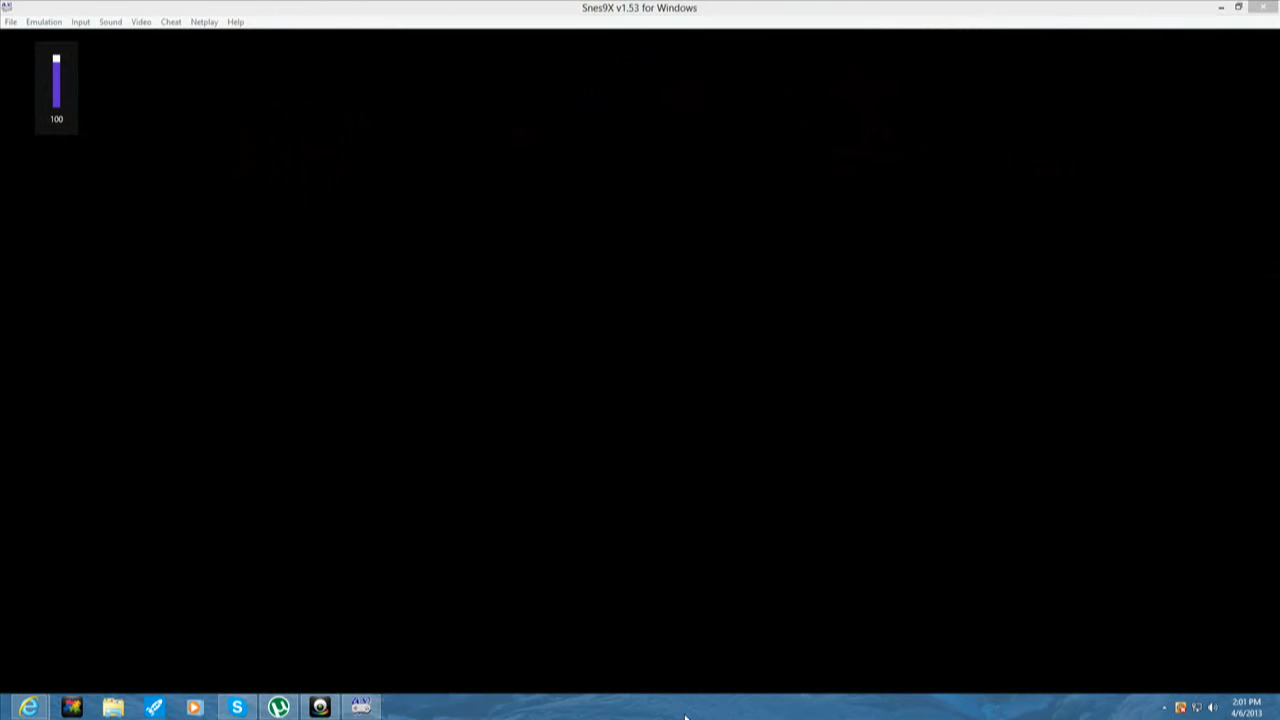 Snes9X v1.53 for Windows
File Emulation Input Sound Video Cheat Netplay Help
100
2:01 PM
4/6/2013